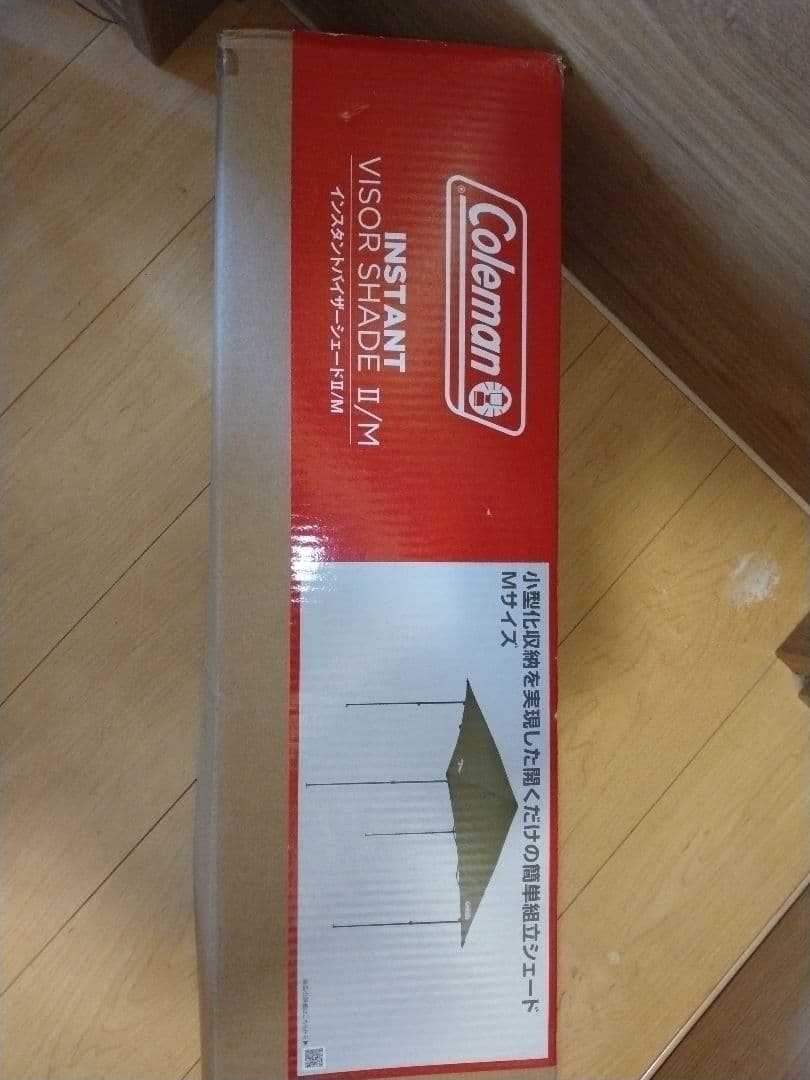 Coleman
INSTANT
VISOR SHADE Ⅱ/M
インスタントバイザーシェードⅡ/M
小型化収納を実現した開くだけの簡単組立シェード
Mサイズ